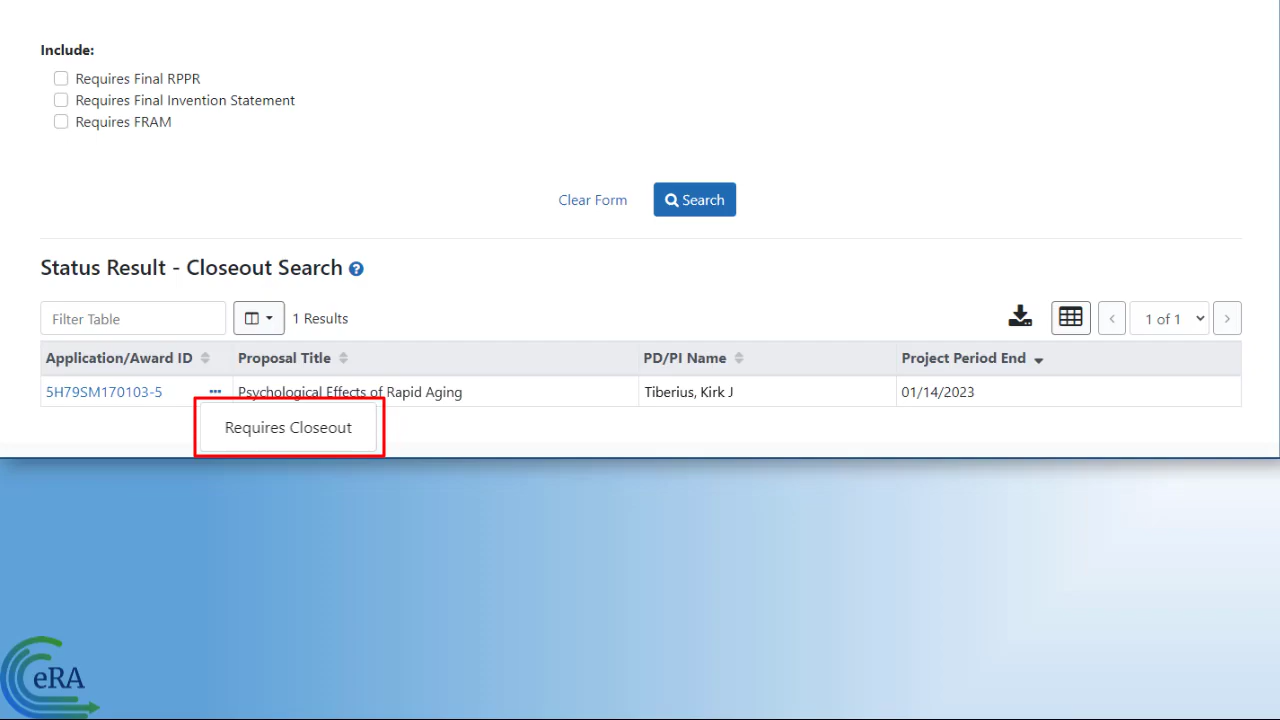 Include:
Requires Final RPPR
Requires Final Invention Statement
Requires FRAM
Clear Form Search
Status Result - Closeout Search ?
Filter Table 1 Results 1 of 1
Application/Award ID Proposal Title PD/PI Name Project Period End
5H79SM170103-5 ••• Psychological Effects of Rapid Aging Tiberius, Kirk J 01/14/2023
Requires Closeout
eRA